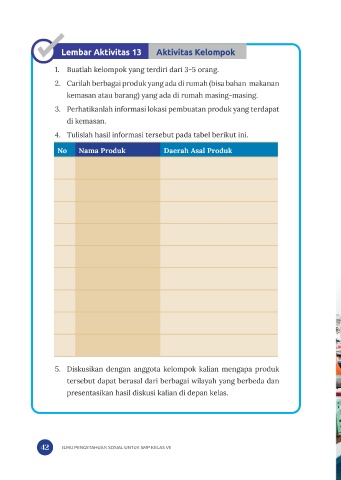 Lembar Aktivitas 13 Aktivitas Kelompok
1. Buatlah kelompok yang terdiri dari 3-5 orang.
2. Carilah berbagai produk yang ada di rumah (bisa bahan makanan
kemasan atau barang) yang ada di rumah masing-masing.
3. Perhatikanlah informasi lokasi pembuatan produk yang terdapat
di kemasan.
4. Tulislah hasil informasi tersebut pada tabel berikut ini.
No Nama Produk Daerah Asal Produk
5. Diskusikan dengan anggota kelompok kalian mengapa produk
tersebut dapat berasal dari berbagai wilayah yang berbeda dan
presentasikan hasil diskusi kalian di depan kelas.
42 ILMU PENGETAHUAN SOSIAL UNTUK SMP KELAS VII